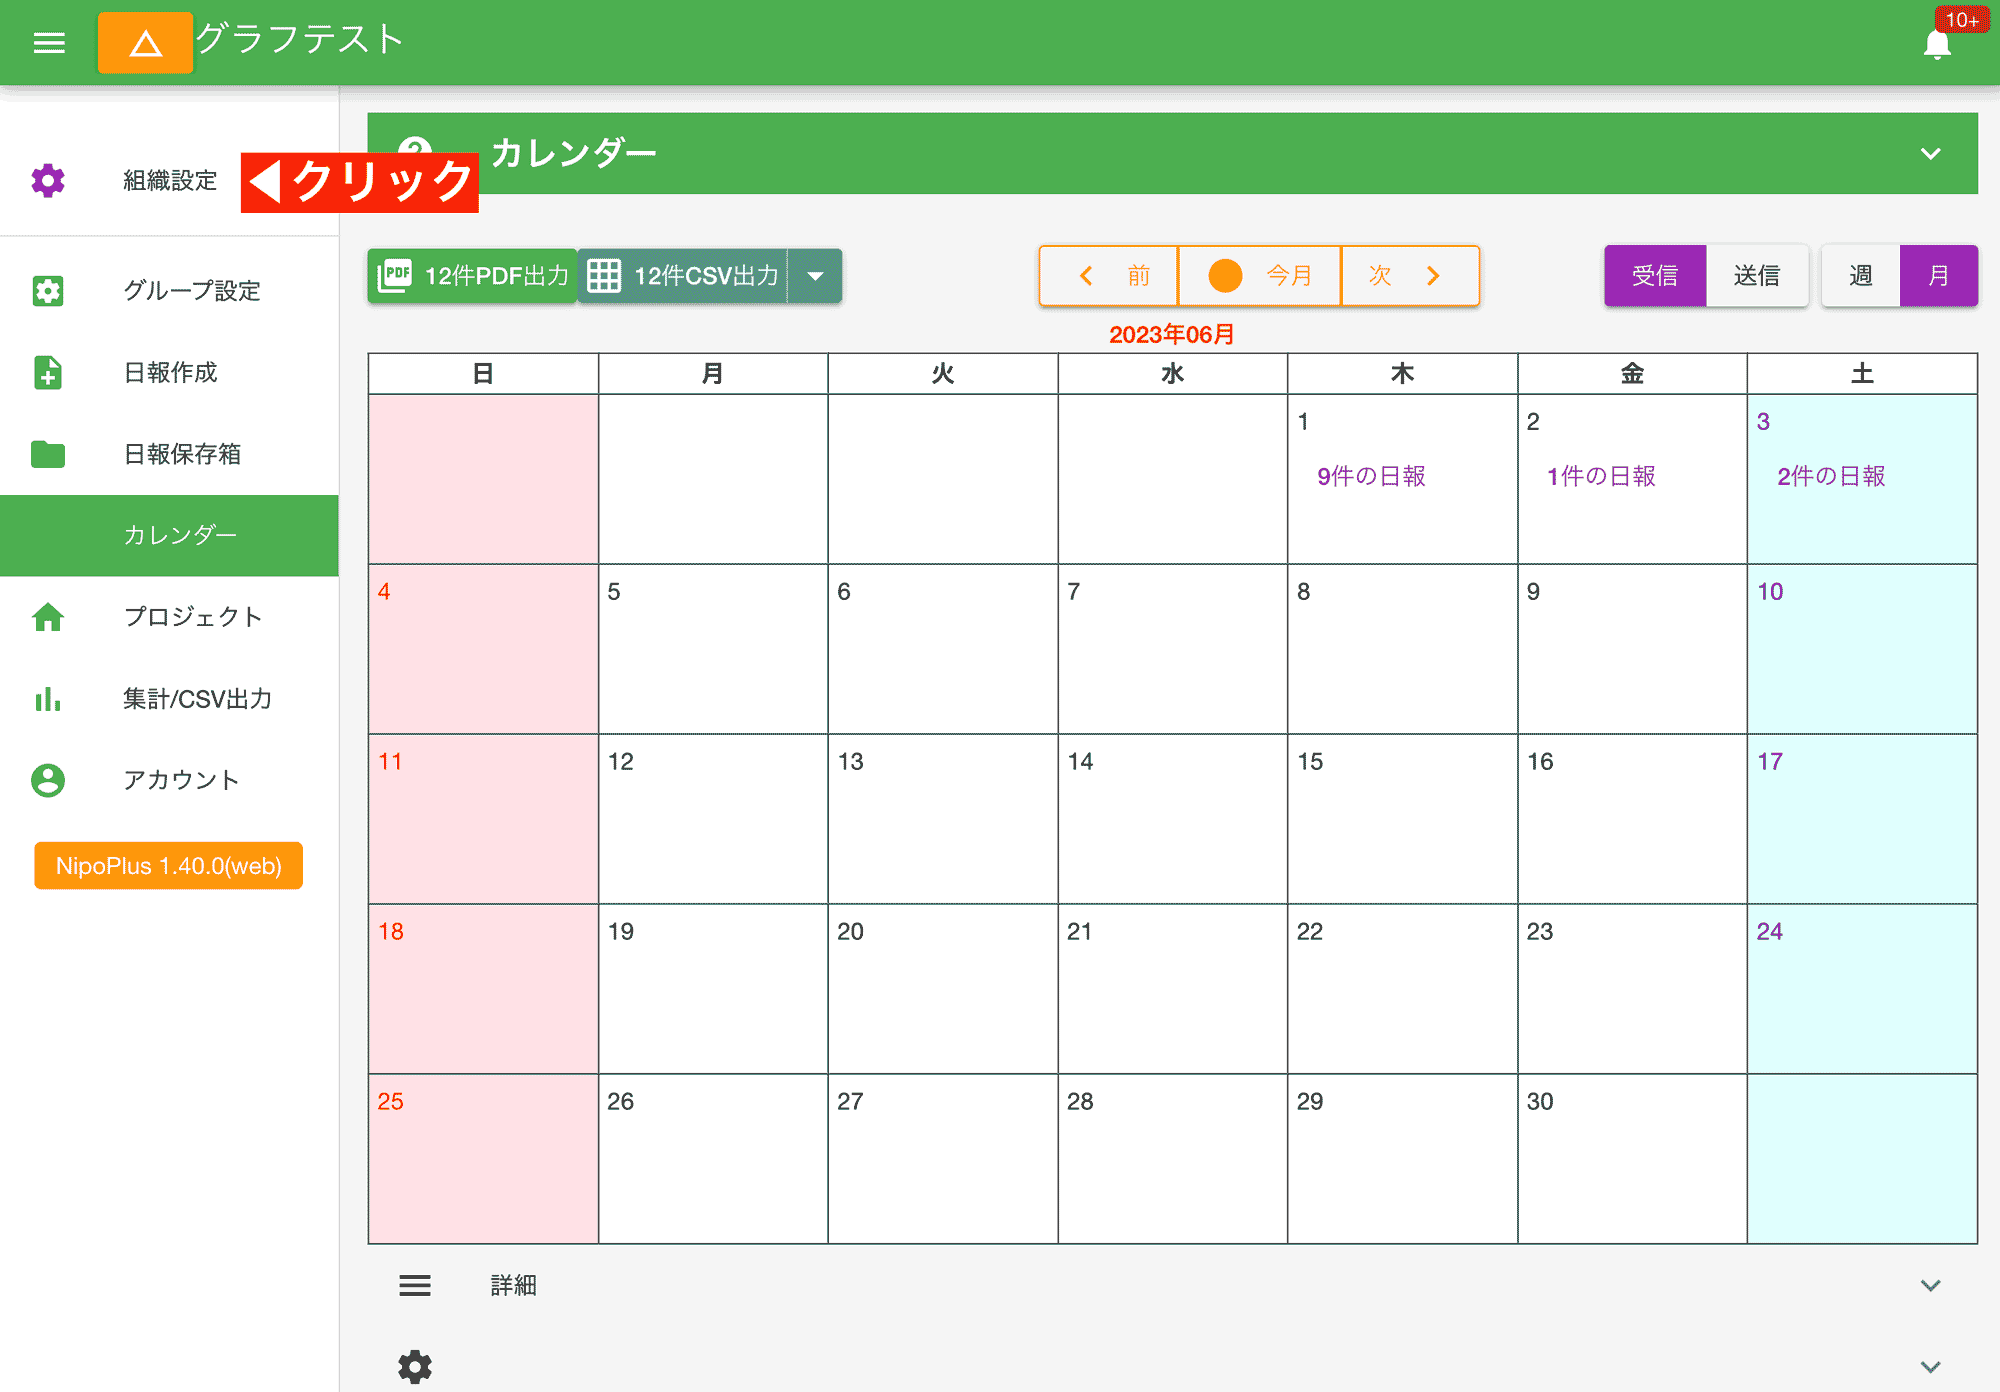 グラフテスト
10+
組織設定
◀クリック
カレンダー
グループ設定
日報作成
日報保存箱
カレンダー
プロジェクト
集計/CSV出力
アカウント
NipoPlus 1.40.0(web)
PDF 12件PDF出力 12件CSV出力
前 今月 次
受信 送信 週 月
2023年06月
日 月 火 水 木 金 土
1 2 3
9件の日報 1件の日報 2件の日報
4 5 6 7 8 9 10
11 12 13 14 15 16 17
18 19 20 21 22 23 24
25 26 27 28 29 30
詳細